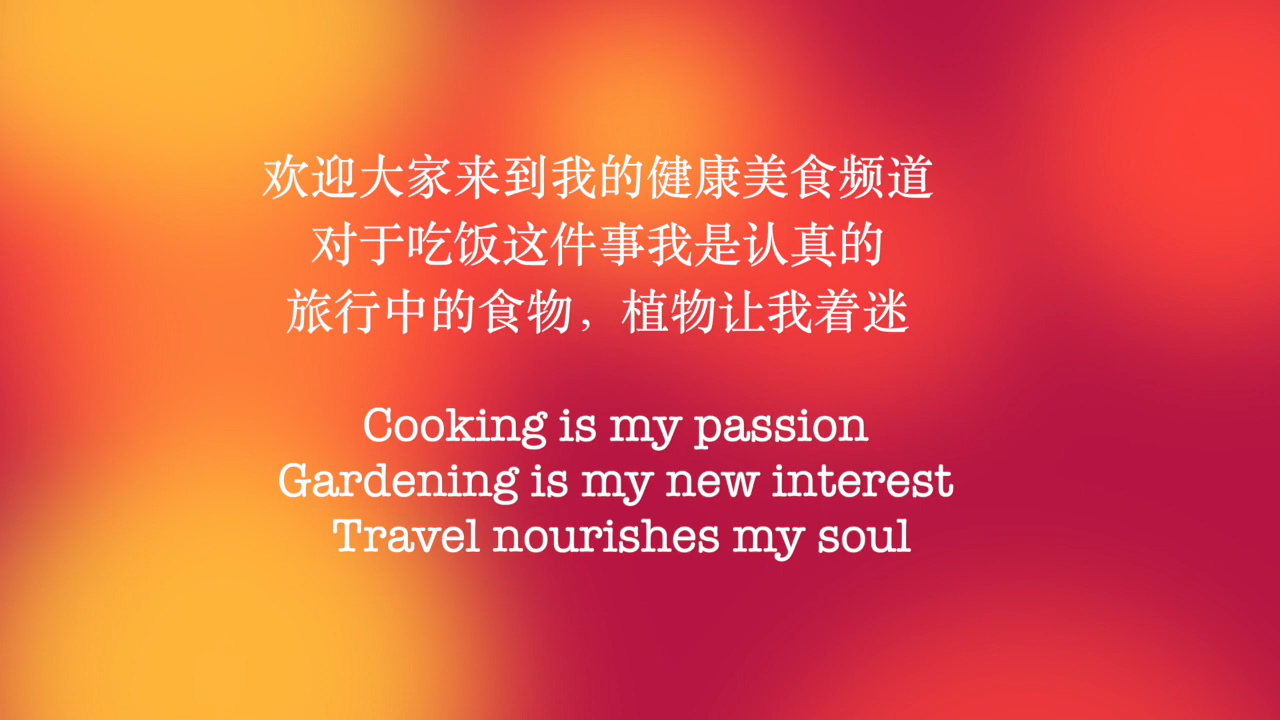 欢迎大家来到我的健康美食频道
对于吃饭这件事我是认真的
旅行中的食物，植物让我着迷
Cooking is my passion
Gardening is my new interest
Travel nourishes my soul